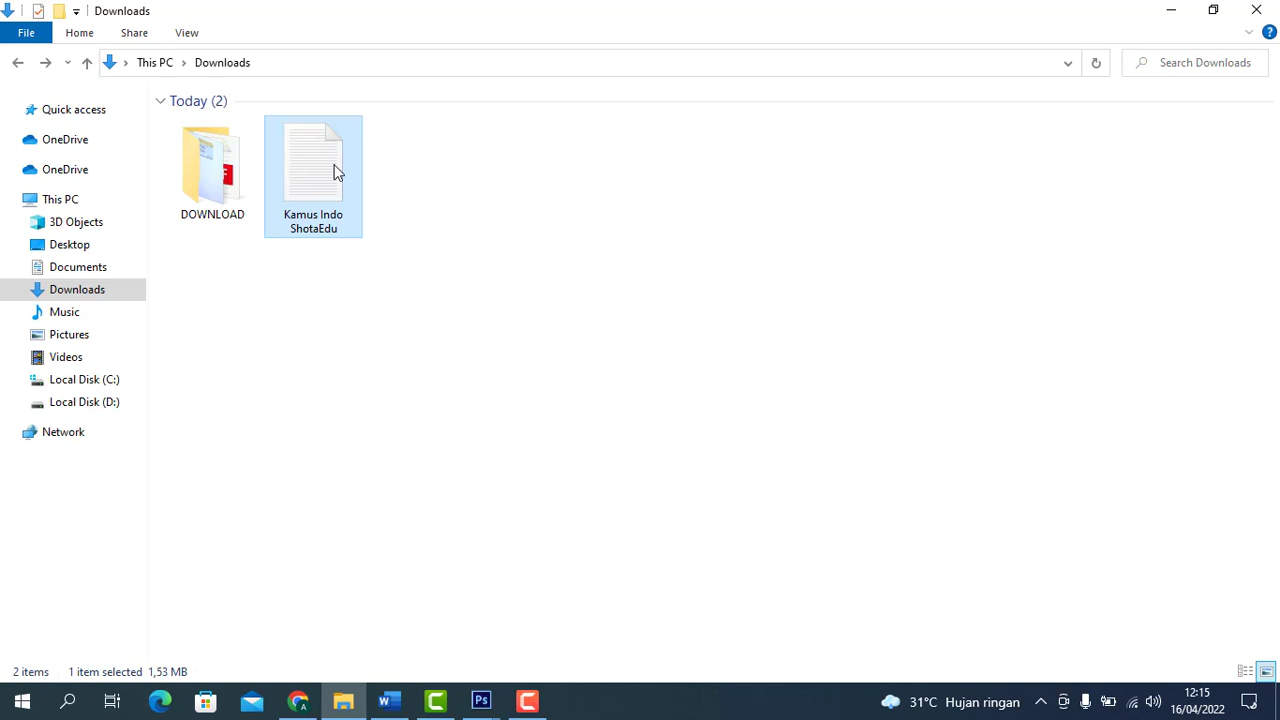 Downloads
File
Home
Share
View
This PC
Downloads
Search Downloads
Quick access
OneDrive
OneDrive
This PC
3D Objects
Desktop
Documents
Downloads
Music
Pictures
Videos
Local Disk (C:)
Local Disk (D:)
Network
Today (2)
DOWNLOAD
Kamus Indo
ShotaEdu
2 items
1 item selected 1,53 MB
31°C Hujan ringan
12:15
16/04/2022